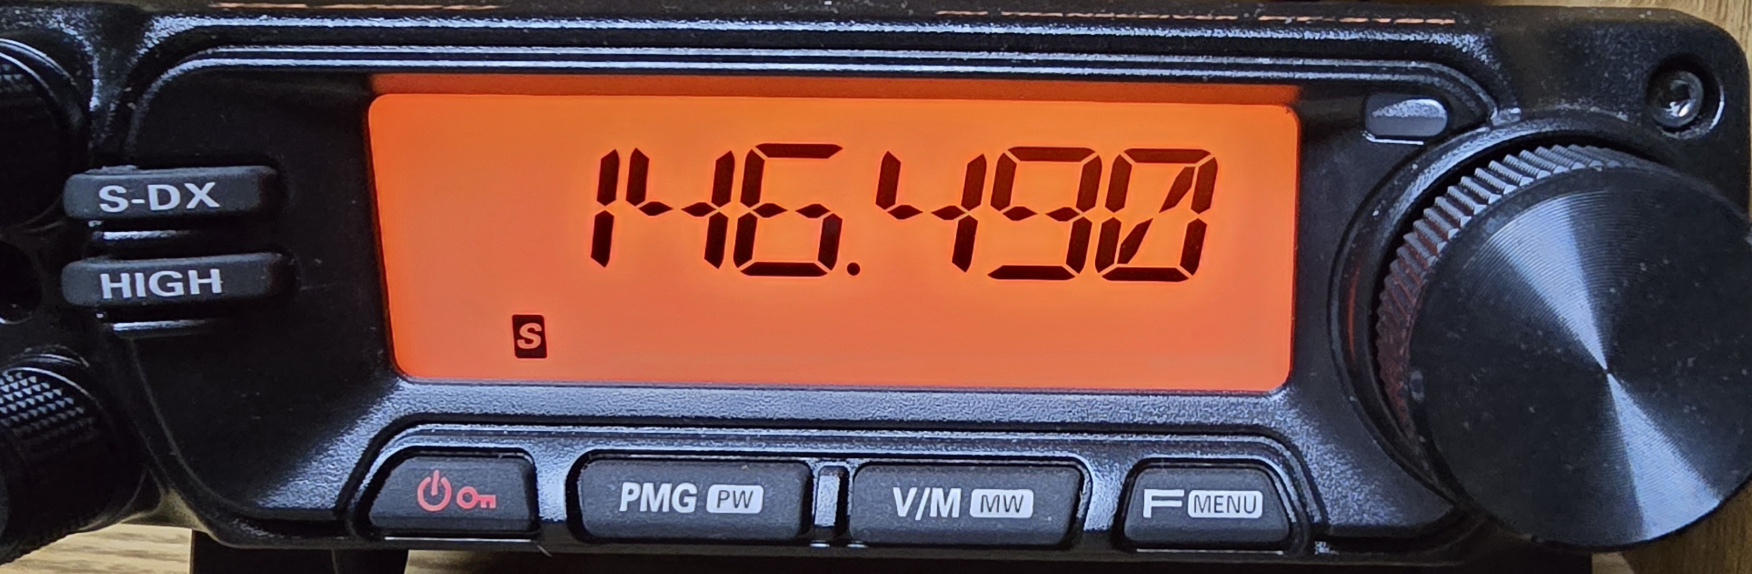 S-DX
HIGH
146.490
S
PMG PW
V/M MW
F MENU